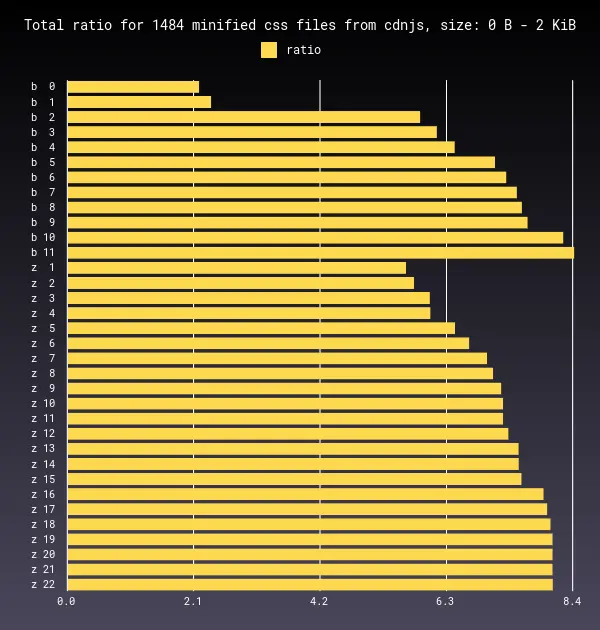 Total ratio for 1484 minified css files from cdnjs, size: 0 B - 2 KiB
ratio
b 0
b 1
b 2
b 3
b 4
b 5
b 6
b 7
b 8
b 9
b 10
b 11
z 1
z 2
z 3
z 4
z 5
z 6
z 7
z 8
z 9
z 10
z 11
z 12
z 13
z 14
z 15
z 16
z 17
z 18
z 19
z 20
z 21
z 22
0.0 2.1 4.2 6.3 8.4